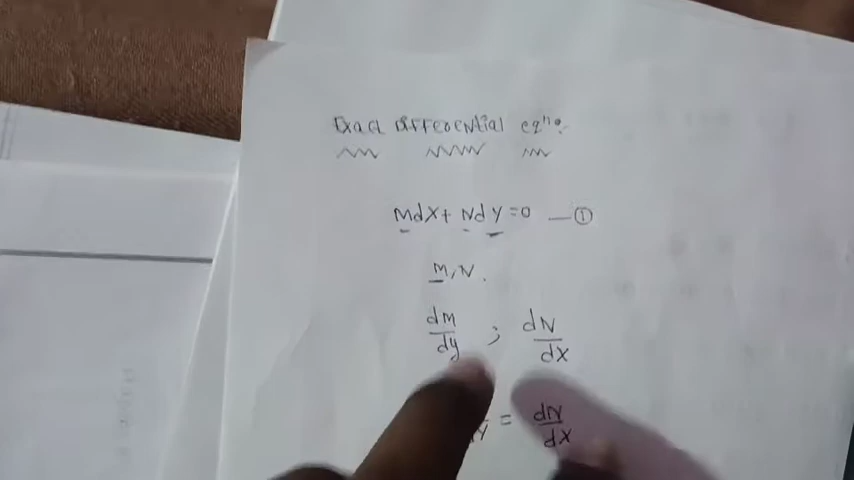 Exact Differential eqn:
Mdx + Ndy = 0 — ①
M, N.
dM/dy ; dN/dx
= dN/dx